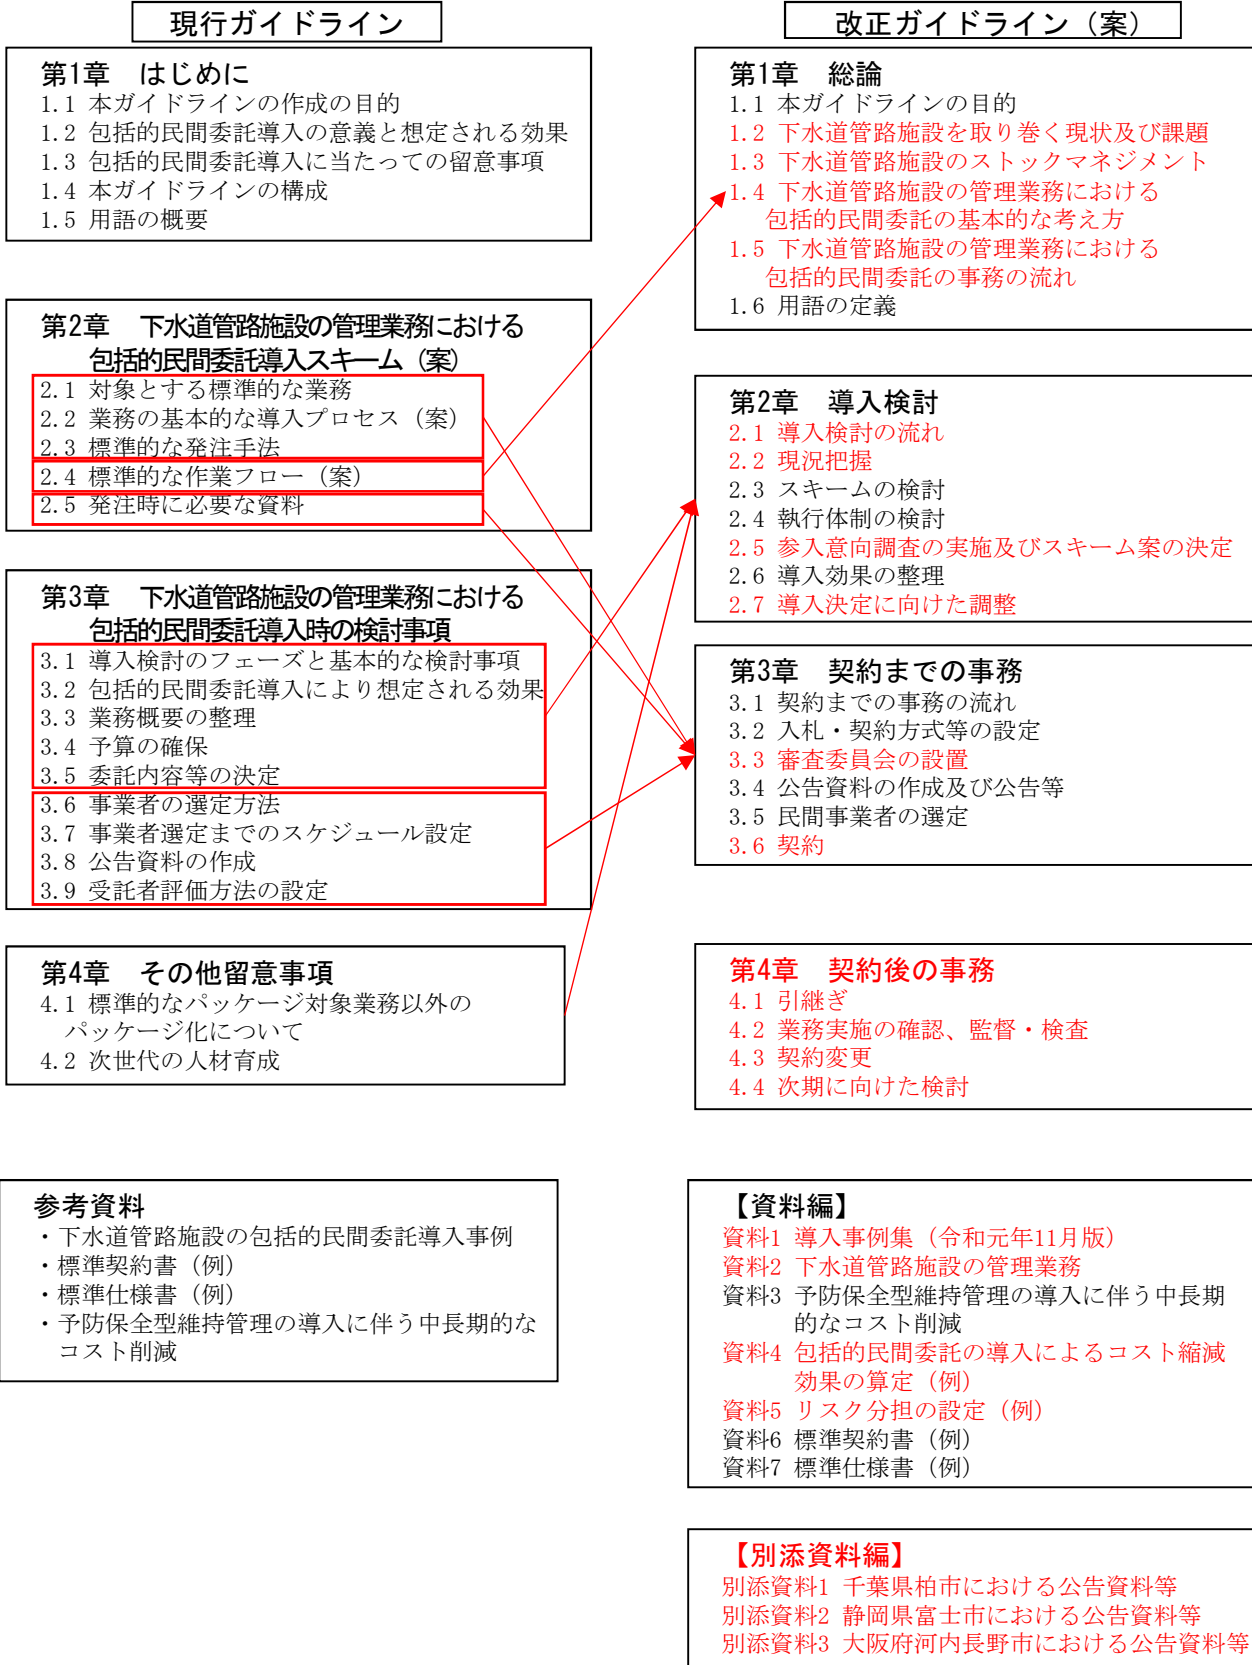 現行ガイドライン
第1章　はじめに
1.1 本ガイドラインの作成の目的
1.2 包括的民間委託導入の意義と想定される効果
1.3 包括的民間委託導入に当たっての留意事項
1.4 本ガイドラインの構成
1.5 用語の概要
第2章　下水道管路施設の管理業務における
包括的民間委託導入スキーム（案）
2.1 対象とする標準的な業務
2.2 業務の基本的な導入プロセス（案）
2.3 標準的な発注手法
2.4 標準的な作業フロー（案）
2.5 発注時に必要な資料
第3章　下水道管路施設の管理業務における
包括的民間委託導入時の検討事項
3.1 導入検討のフェーズと基本的な検討事項
3.2 包括的民間委託導入により想定される効果
3.3 業務概要の整理
3.4 予算の確保
3.5 委託内容等の決定
3.6 事業者の選定方法
3.7 事業者選定までのスケジュール設定
3.8 公告資料の作成
3.9 受託者評価方法の設定
第4章　その他留意事項
4.1 標準的なパッケージ対象業務以外の
パッケージ化について
4.2 次世代の人材育成
参考資料
・下水道管路施設の包括的民間委託導入事例
・標準契約書（例）
・標準仕様書（例）
・予防保全型維持管理の導入に伴う中長期的な
コスト削減
改正ガイドライン（案）
第1章　総論
1.1 本ガイドラインの目的
1.2 下水道管路施設を取り巻く現状及び課題
1.3 下水道管路施設のストックマネジメント
1.4 下水道管路施設の管理業務における
包括的民間委託の基本的な考え方
1.5 下水道管路施設の管理業務における
包括的民間委託の事務の流れ
1.6 用語の定義
第2章　導入検討
2.1 導入検討の流れ
2.2 現況把握
2.3 スキームの検討
2.4 執行体制の検討
2.5 参入意向調査の実施及びスキーム案の決定
2.6 導入効果の整理
2.7 導入決定に向けた調整
第3章　契約までの事務
3.1 契約までの事務の流れ
3.2 入札・契約方式等の設定
3.3 審査委員会の設置
3.4 公告資料の作成及び公告等
3.5 民間事業者の選定
3.6 契約
第4章　契約後の事務
4.1 引継ぎ
4.2 業務実施の確認、監督・検査
4.3 契約変更
4.4 次期に向けた検討
【資料編】
資料1 導入事例集（令和元年11月版）
資料2 下水道管路施設の管理業務
資料3 予防保全型維持管理の導入に伴う中長期
的なコスト削減
資料4 包括的民間委託の導入によるコスト縮減
効果の算定（例）
資料5 リスク分担の設定（例）
資料6 標準契約書（例）
資料7 標準仕様書（例）
【別添資料編】
別添資料1 千葉県柏市における公告資料等
別添資料2 静岡県富士市における公告資料等
別添資料3 大阪府河内長野市における公告資料等